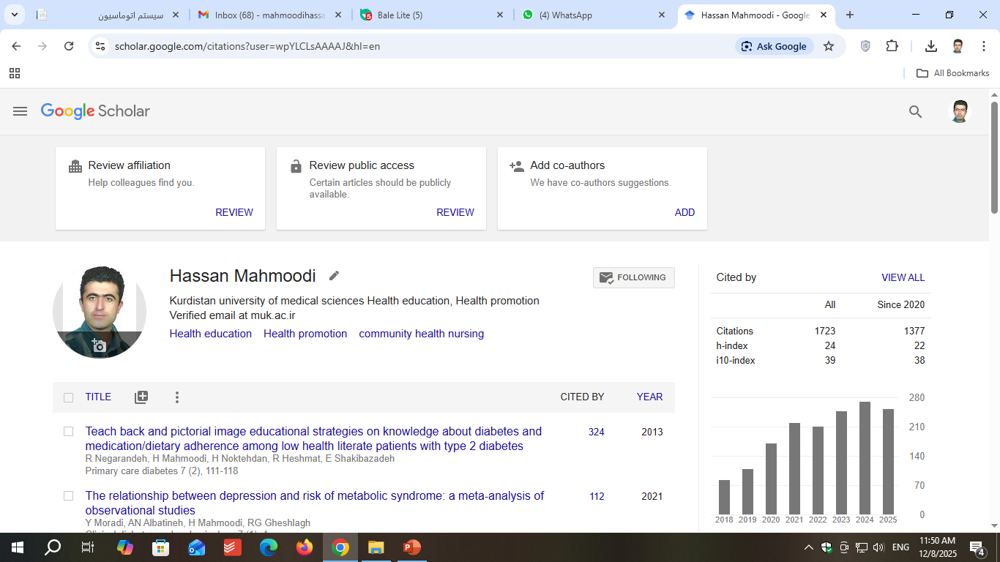 سیستم اتوماسیون
Inbox (68) - mahmoodihassa
Bale Lite (5)
(4) WhatsApp
Hassan Mahmoodi - Google
scholar.google.com/citations?user=wpYLCLsAAAAJ&hl=en
Ask Google
All Bookmarks
Google Scholar
Review affiliation
Help colleagues find you.
REVIEW
Review public access
Certain articles should be publicly
available.
REVIEW
Add co-authors
We have co-authors suggestions.
ADD
Hassan Mahmoodi
FOLLOWING
Kurdistan university of medical sciences Health education, Health promotion
Verified email at muk.ac.ir
Health education Health promotion community health nursing
Cited by VIEW ALL
All Since 2020
Citations 1723 1377
h-index 24 22
i10-index 39 38
280
210
140
70
0
2018 2019 2020 2021 2022 2023 2024 2025
TITLE CITED BY YEAR
Teach back and pictorial image educational strategies on knowledge about diabetes and 324 2013
medication/dietary adherence among low health literate patients with type 2 diabetes
R Negarandeh, H Mahmoodi, H Noktehdan, R Heshmat, E Shakibazadeh
Primary care diabetes 7 (2), 111-118
The relationship between depression and risk of metabolic syndrome: a meta-analysis of 112 2021
observational studies
Y Moradi, AN Albatineh, H Mahmoodi, RG Gheshlagh
ENG
11:50 AM
12/8/2025
4